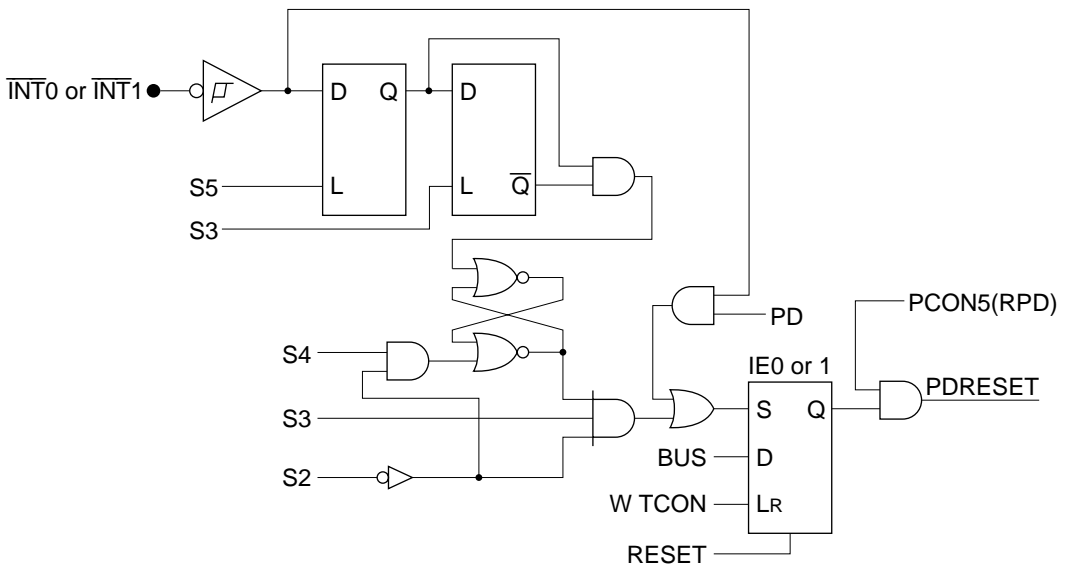 INT0 or INT1
D Q
D
L
L Q
S5
S3
PCON5(RPD)
PD
S4
IE0 or 1
PDRESET
S Q
S3
BUS D
S2
W TCON LR
RESET